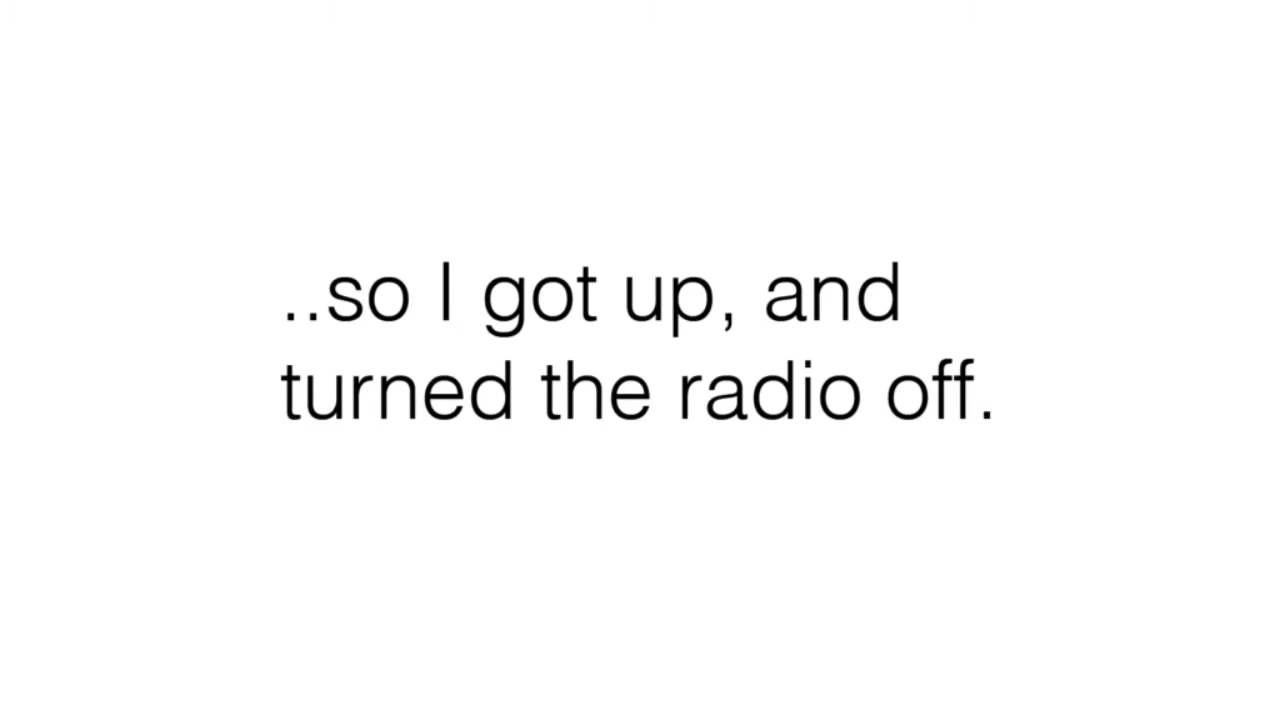 ..so I got up, and
turned the radio off.